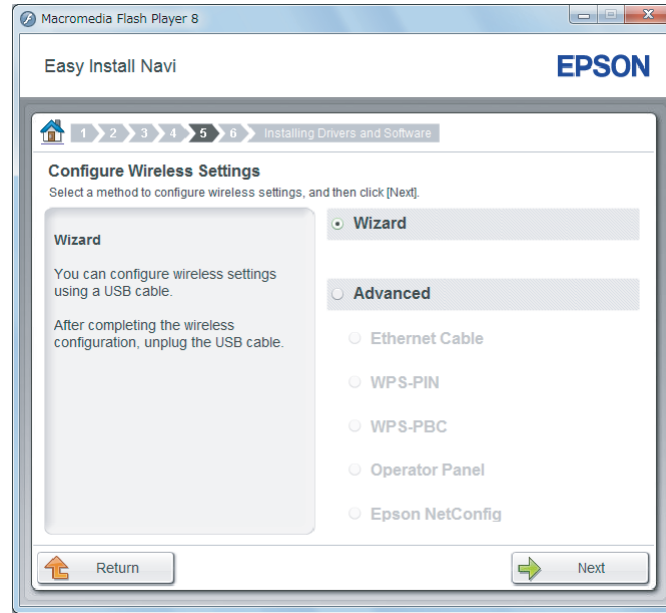 Macromedia Flash Player 8
Easy Install Navi
EPSON
1 2 3 4 5 6 Installing Drivers and Software
Configure Wireless Settings
Select a method to configure wireless settings, and then click [Next].
Wizard
You can configure wireless settings
using a USB cable.
After completing the wireless
configuration, unplug the USB cable.
Wizard
Advanced
Ethernet Cable
WPS-PIN
WPS-PBC
Operator Panel
Epson NetConfig
Return
Next